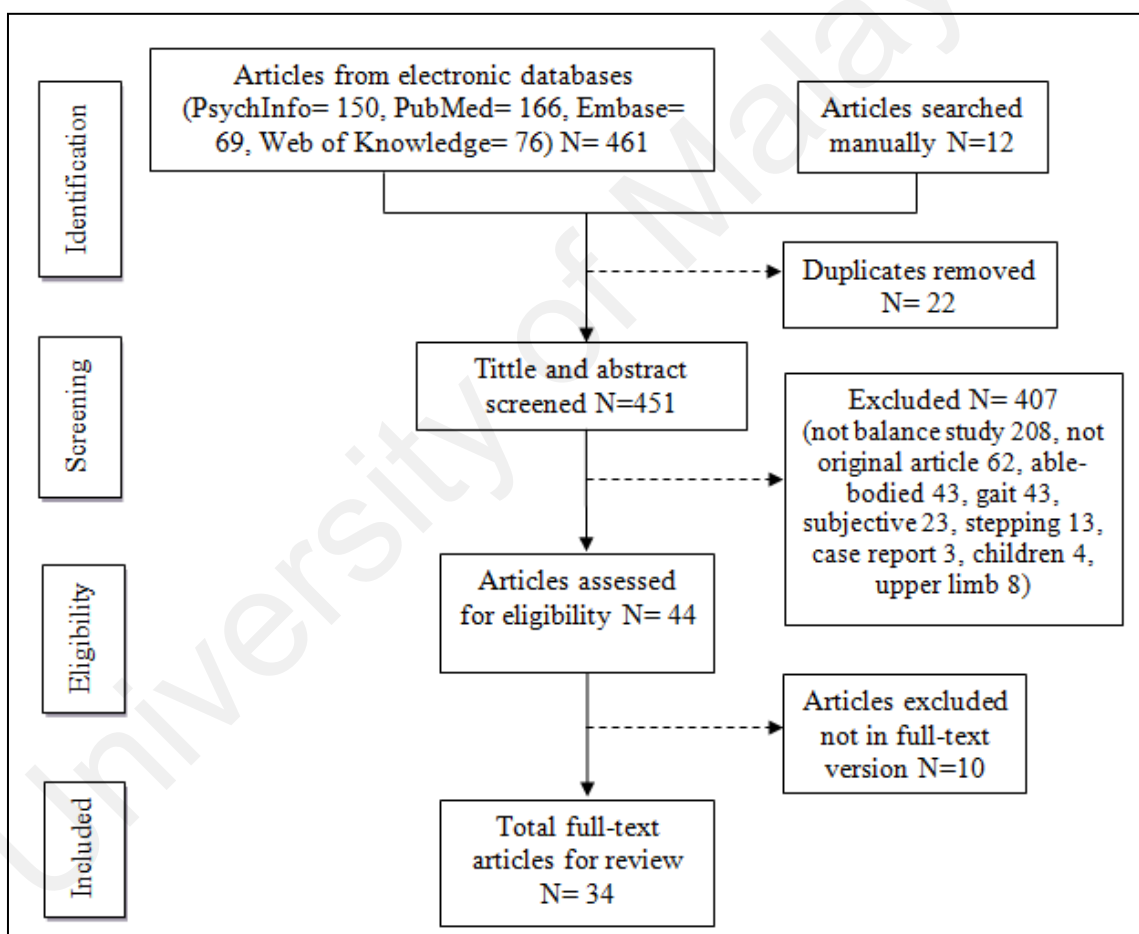 Articles from electronic databases
(PsychInfo= 150, PubMed= 166, Embase=
69, Web of Knowledge= 76) N= 461
Articles searched
manually N=12
Identification
Duplicates removed
N= 22
Screening
Tittle and abstract
screened N=451
Excluded N= 407
(not balance study 208, not
original article 62, able-
bodied 43, gait 43,
subjective 23, stepping 13,
case report 3, children 4,
upper limb 8)
Eligibility
Articles assessed
for eligibility N= 44
Articles excluded
not in full-text
version N=10
Included
Total full-text
articles for review
N= 34
University of Malay